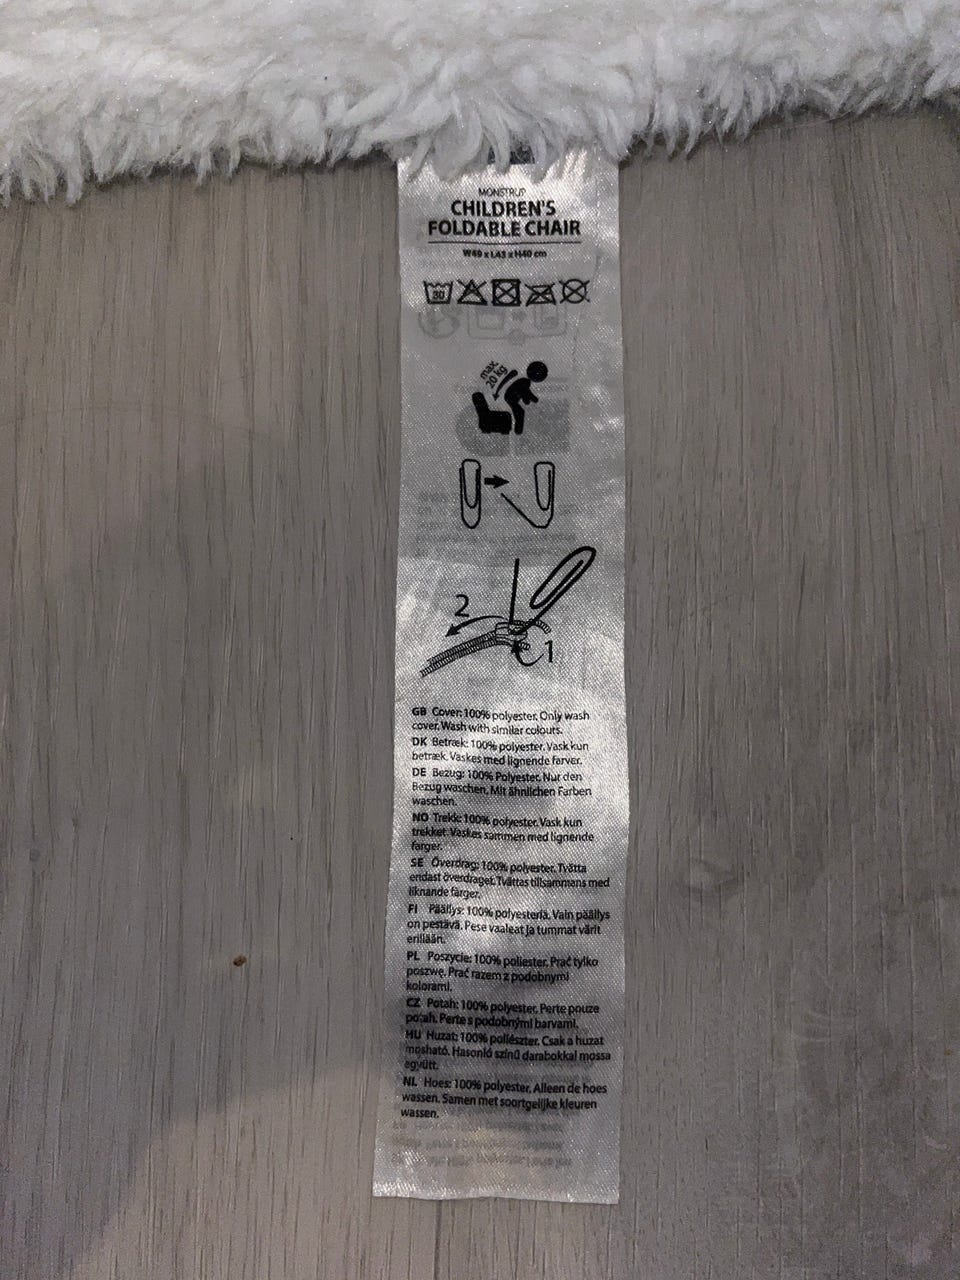 MONSTRUP
CHILDREN'S
FOLDABLE CHAIR
W49 x L43 x H40 cm
30
max.
20 kg
2
1
GB Cover: 100% polyester. Only wash
cover. Wash with similar colours.
DK Betræk: 100% polyester. Vask kun
betræk. Vaskes med lignende farver.
DE Bezug: 100% Polyester. Nur den
Bezug waschen. Mit ähnlichen Farben
waschen.
NO Trekk: 100% polyester. Vask kun
trekket. Vaskes sammen med lignende
farger.
SE Överdrag: 100% polyester. Tvätta
endast överdraget. Tvättas tillsammans med
liknande färger.
FI Päällys: 100% polyesteriä. Vain päällys
on pestävä. Pese vaaleat ja tummat värit
erillään.
PL Poszycie: 100% poliester. Prać tylko
poszwę. Prać razem z podobnymi
kolorami.
CZ Potah: 100% polyester. Perte pouze
potah. Perte s podobnými barvami.
HU Huzat: 100% poliészter. Csak a huzat
mosható. Hasonló színű darabokkal mossa
együtt.
NL Hoes: 100% polyester. Alleen de hoes
wassen. Samen met soortgelijke kleuren
wassen.